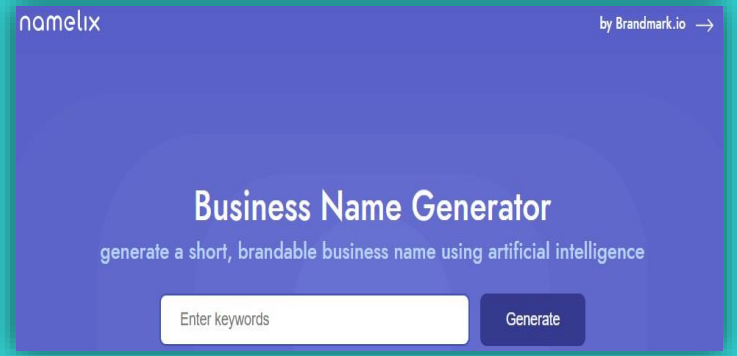 namelix
by Brandmark.io →
Business Name Generator
generate a short, brandable business name using artificial intelligence
Enter keywords
Generate